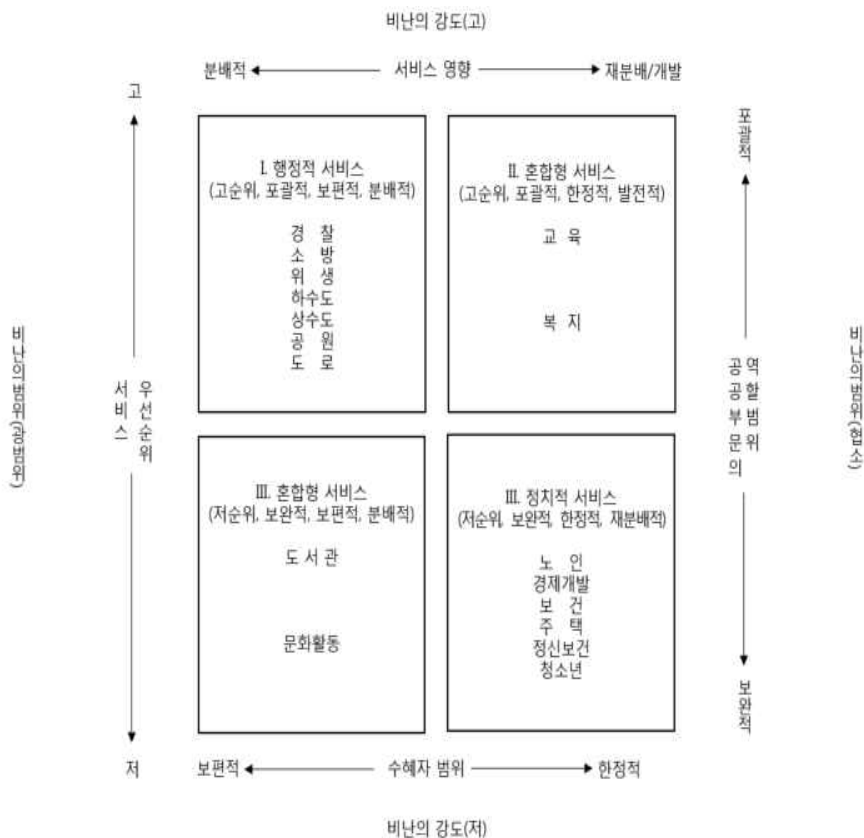 비난의 강도(고)
분배적 서비스 영향 재분배/개발
고
포괄적
I. 행정적 서비스
(고순위, 포괄적, 보편적, 분배적)
경 찰
소 방
위 생
하수도
상수도
공 원
도 로
II. 혼합형 서비스
(고순위, 포괄적, 한정적, 발전적)
교 육
복 지
비난의범위(광범위)
서비스
우선순위
공공부문의
역할범위
비난의범위(협소)
III. 혼합형 서비스
(저순위, 보완적, 보편적, 분배적)
도 서 관
문화활동
III. 정치적 서비스
(저순위, 보완적, 한정적, 재분배적)
노 인
경제개발
보 건
주 택
정신보건
청소년
보완적
저
보편적 수혜자 범위 한정적
비난의 강도(저)